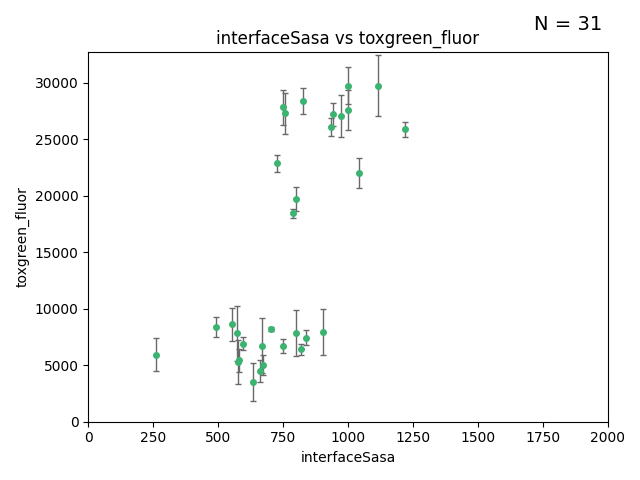 N = 31
interfaceSasa vs toxgreen_fluor
30000
25000
20000
15000
10000
5000
0
toxgreen_fluor
0 250 500 750 1000 1250 1500 1750 2000
interfaceSasa